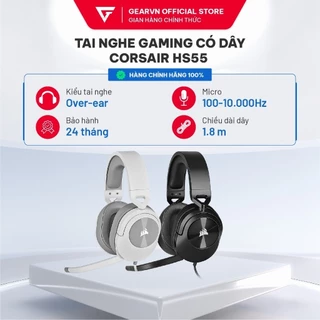 GEARVN OFFICIAL STORE
GIAN HÀNG CHÍNH THỨC
TAI NGHE GAMING CÓ DÂY
CORSAIR HS55
HÀNG CHÍNH HÃNG 100%
Kiểu tai nghe
Over-ear
Micro
100-10.000Hz
Bảo hành
24 tháng
Chiều dài dây
1.8 m